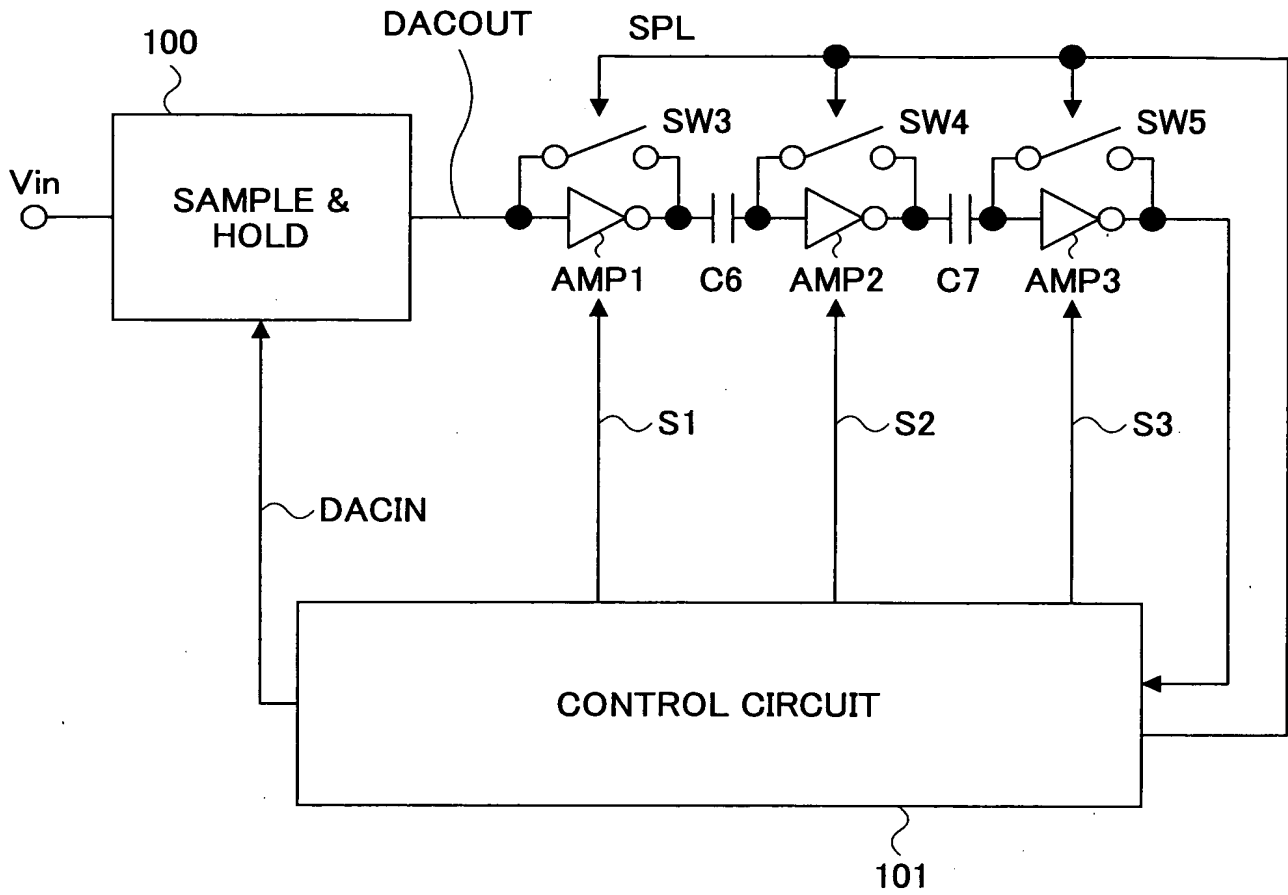 DACOUT
SPL
100
SW3
SW4
SW5
Vin
SAMPLE &
HOLD
AMP1
C6
AMP2
C7
AMP3
S1
S2
S3
DACIN
CONTROL CIRCUIT
101